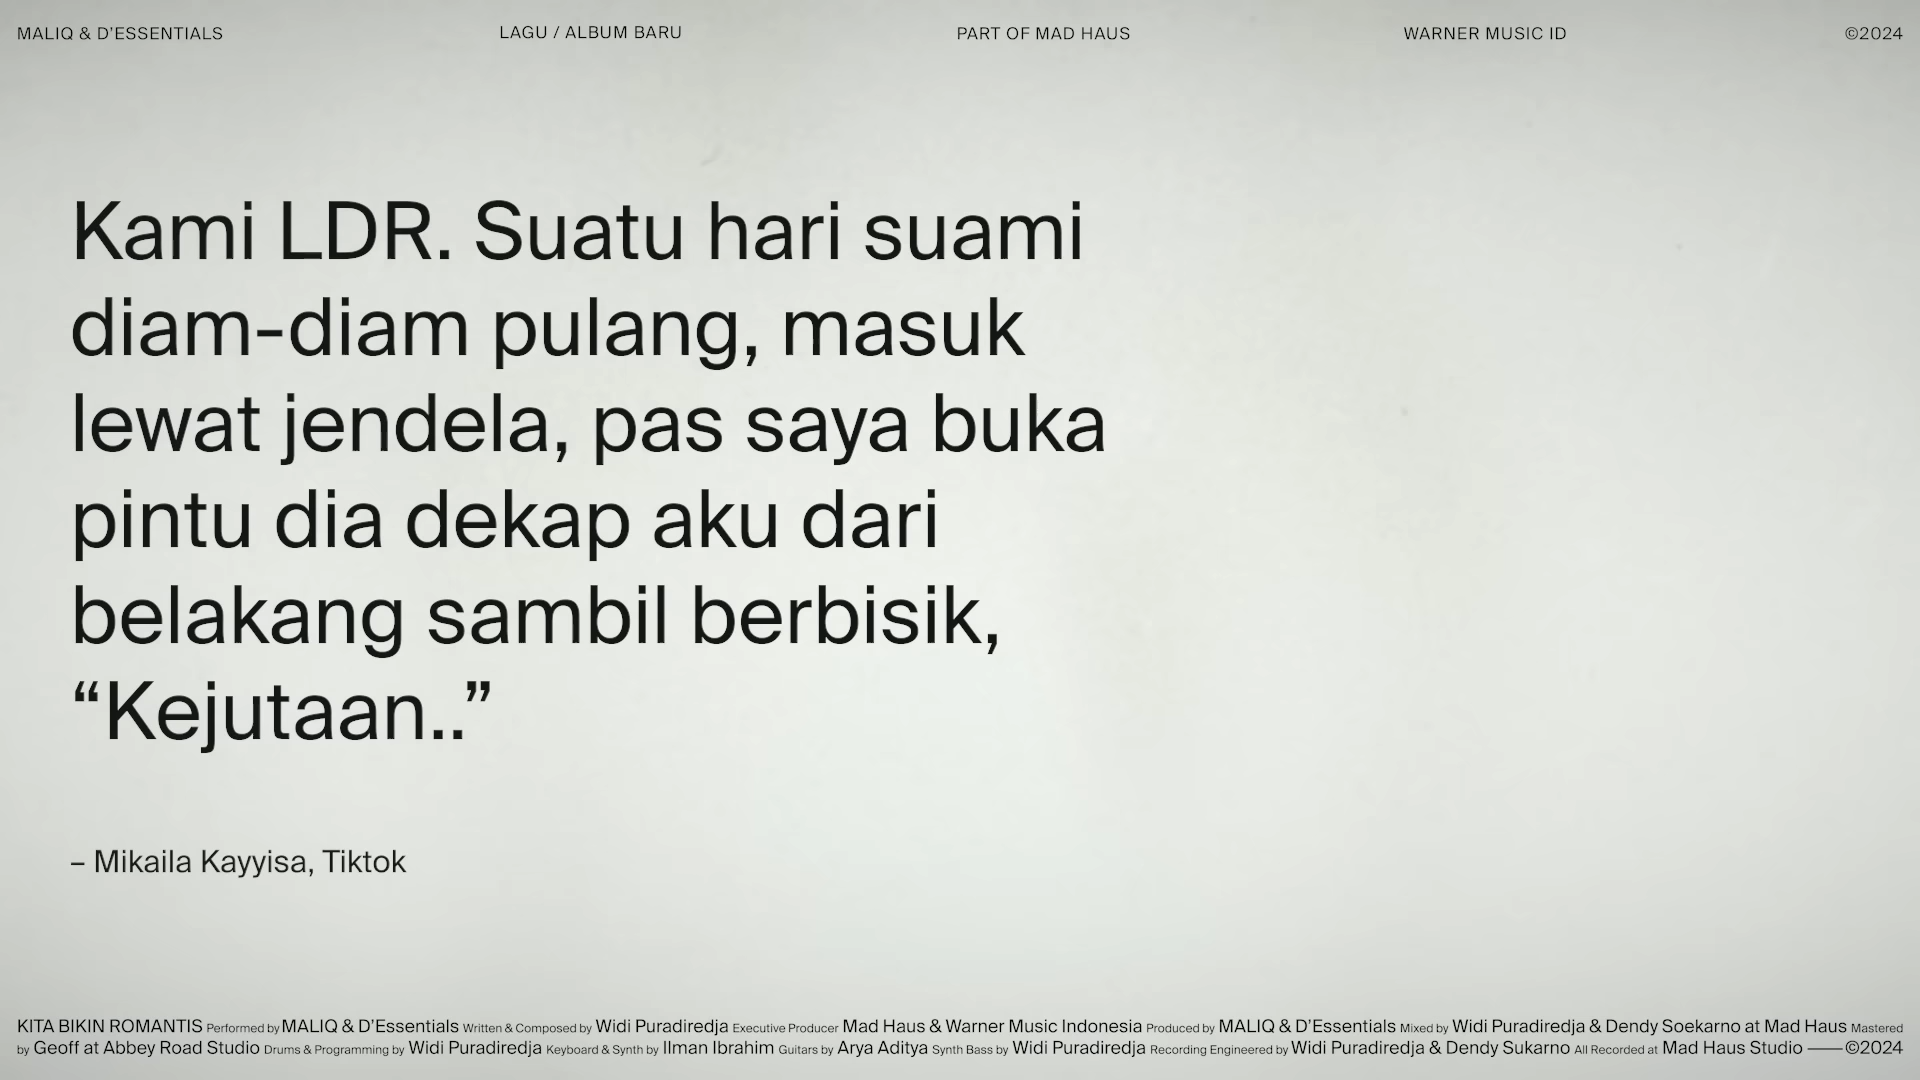 MALIQ & D'ESSENTIALS LAGU / ALBUM BARU PART OF MAD HAUS WARNER MUSIC ID ©2024
Kami LDR. Suatu hari suami
diam-diam pulang, masuk
lewat jendela, pas saya buka
pintu dia dekap aku dari
belakang sambil berbisik,
“Kejutaan..”
– Mikaila Kayyisa, Tiktok
KITA BIKIN ROMANTIS Performed by MALIQ & D'Essentials Written & Composed by Widi Puradiredja Executive Producer Mad Haus & Warner Music Indonesia Produced by MALIQ & D'Essentials Mixed by Widi Puradiredja & Dendy Soekarno at Mad Haus Mastered
by Geoff at Abbey Road Studio Drums & Programming by Widi Puradiredja Keyboard & Synth by Ilman Ibrahim Guitars by Arya Aditya Synth Bass by Widi Puradiredja Recording Engineered by Widi Puradiredja & Dendy Sukarno All Recorded at Mad Haus Studio ——©2024